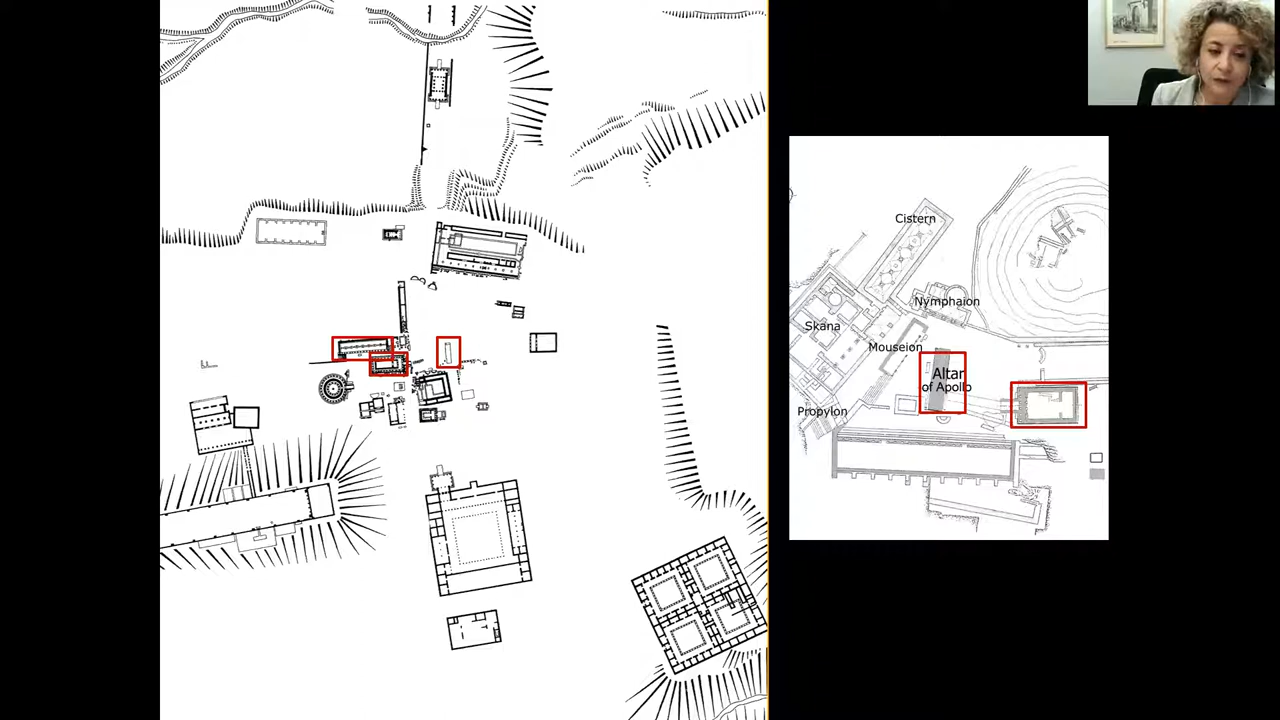 Cistern
Nymphaion
Skana
Mouseion
Altar
of Apollo
Propylon